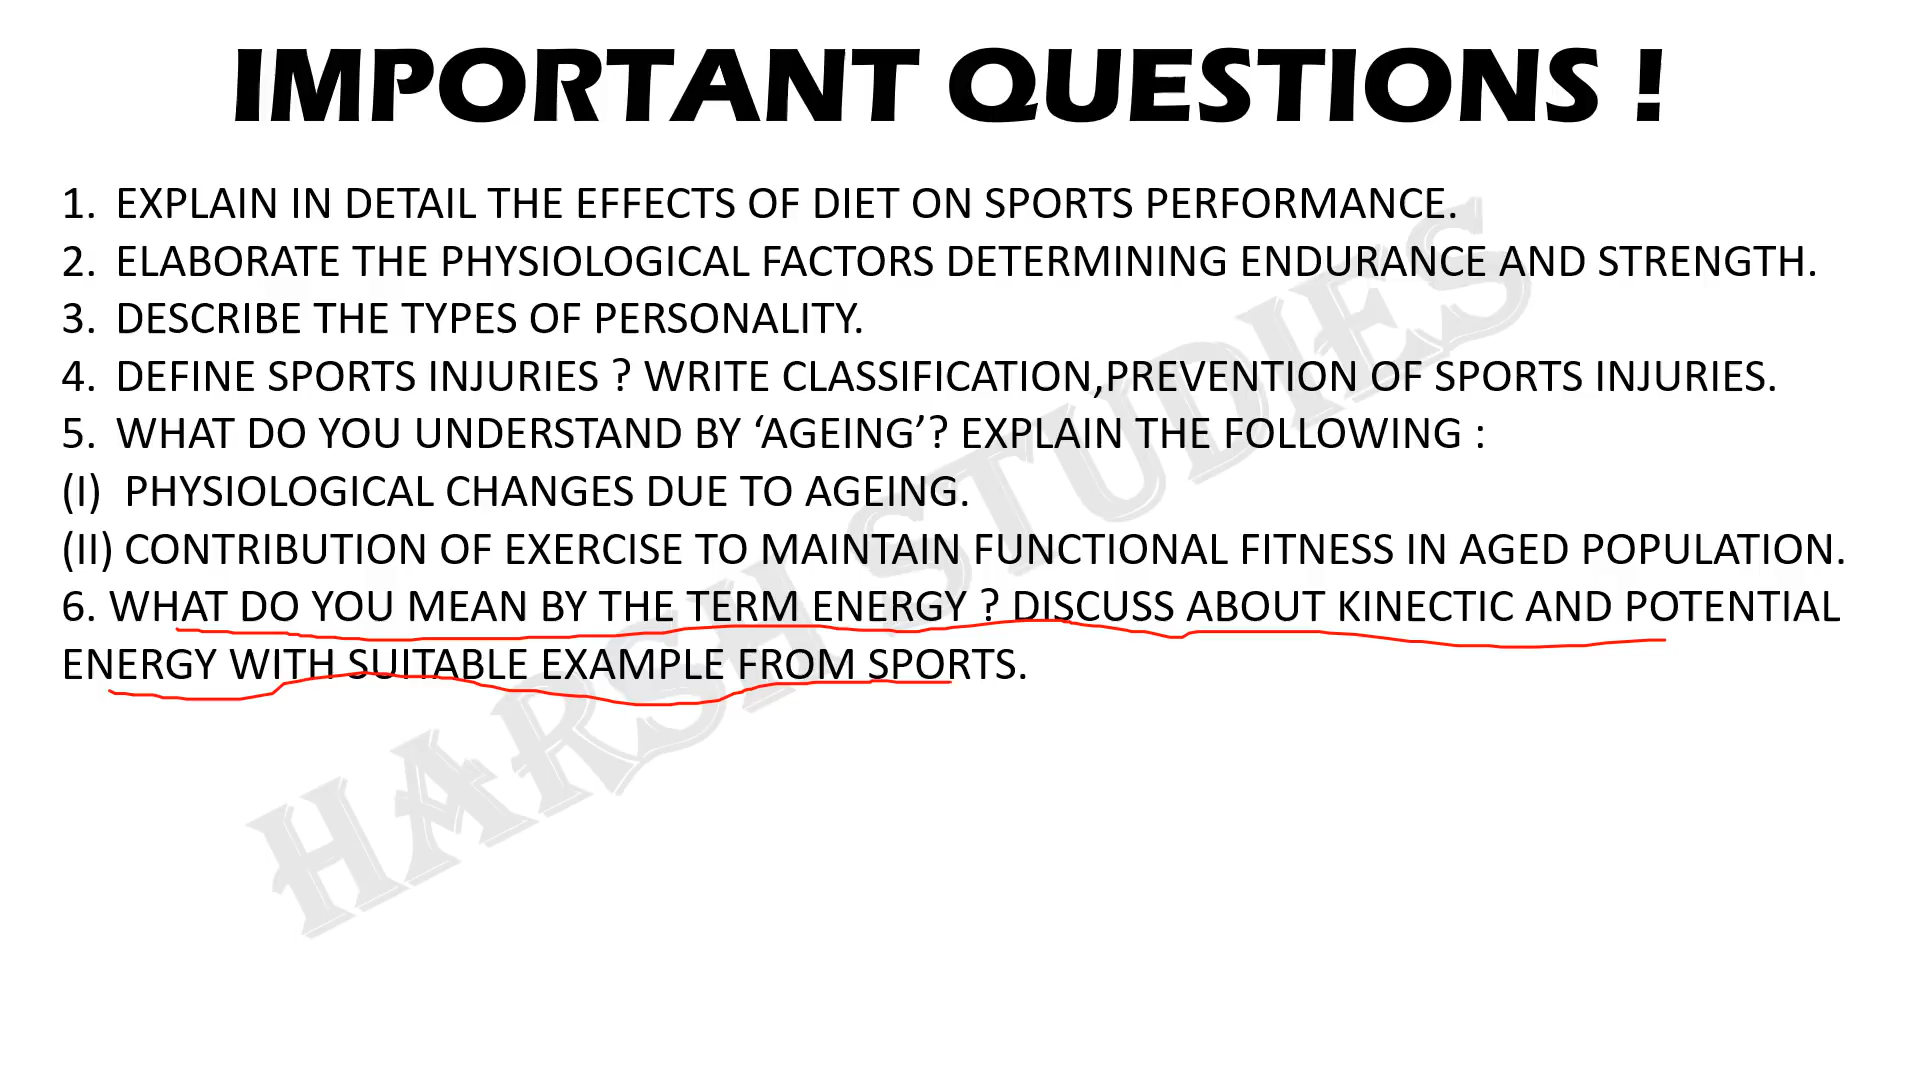 IMPORTANT QUESTIONS !
1. EXPLAIN IN DETAIL THE EFFECTS OF DIET ON SPORTS PERFORMANCE.
2. ELABORATE THE PHYSIOLOGICAL FACTORS DETERMINING ENDURANCE AND STRENGTH.
3. DESCRIBE THE TYPES OF PERSONALITY.
4. DEFINE SPORTS INJURIES ? WRITE CLASSIFICATION,PREVENTION OF SPORTS INJURIES.
5. WHAT DO YOU UNDERSTAND BY ‘AGEING’? EXPLAIN THE FOLLOWING :
(I) PHYSIOLOGICAL CHANGES DUE TO AGEING.
(II) CONTRIBUTION OF EXERCISE TO MAINTAIN FUNCTIONAL FITNESS IN AGED POPULATION.
6. WHAT DO YOU MEAN BY THE TERM ENERGY ? DISCUSS ABOUT KINECTIC AND POTENTIAL
ENERGY WITH SUITABLE EXAMPLE FROM SPORTS.
HARSH STUDIES